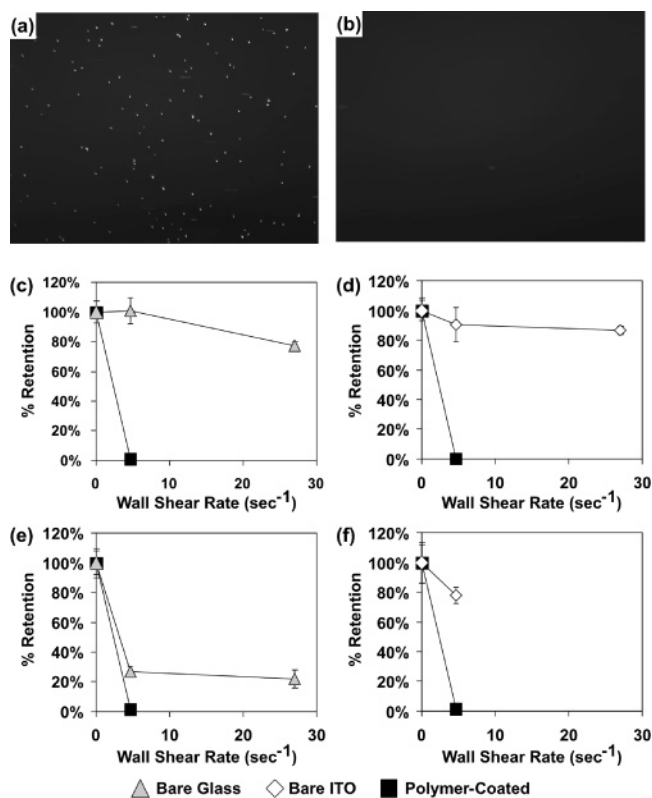 (a)
(b)
(c)
120%
100%
80%
60%
40%
20%
0%
% Retention
0 10 20 30
Wall Shear Rate (sec⁻¹)
(d)
120%
100%
80%
60%
40%
20%
0%
% Retention
0 10 20 30
Wall Shear Rate (sec⁻¹)
(e)
120%
100%
80%
60%
40%
20%
0%
% Retention
0 10 20 30
Wall Shear Rate (sec⁻¹)
(f)
120%
100%
80%
60%
40%
20%
0%
% Retention
0 10 20 30
Wall Shear Rate (sec⁻¹)
Bare Glass Bare ITO Polymer-Coated